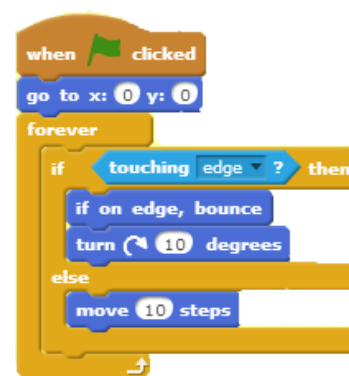 when clicked
go to x: 0 y: 0
forever
if touching edge ? then
if on edge, bounce
turn 10 degrees
else
move 10 steps